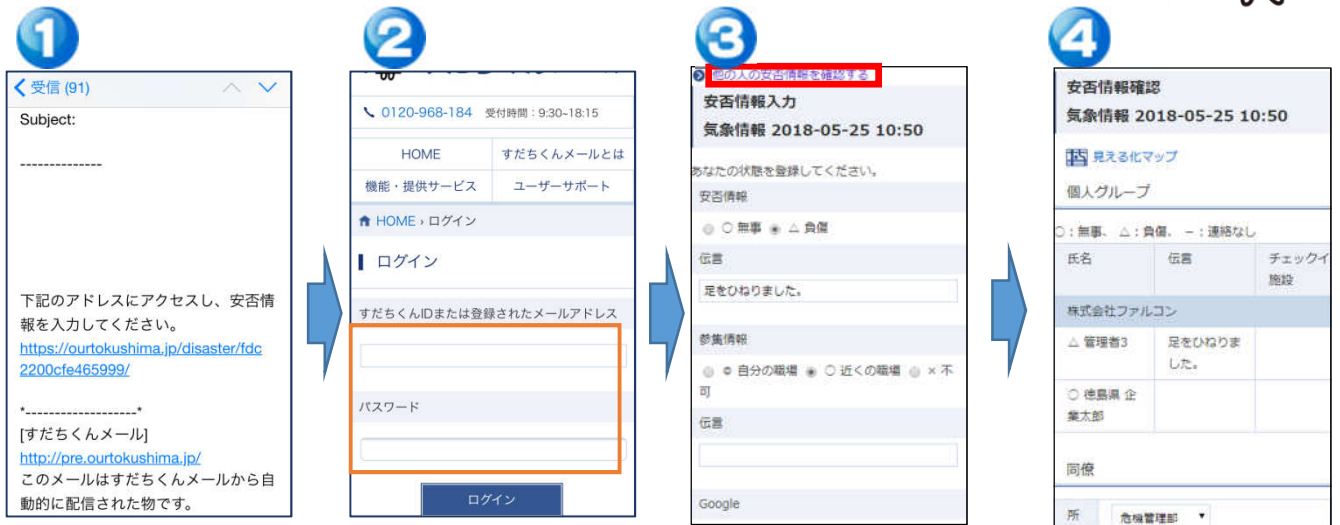 1
受信 (91)
Subject:
--------------
下記のアドレスにアクセスし、安否情
報を入力してください。
https://ourtokushima.jp/disaster/fdc
2200cfe465999/
*-------------------*
[すだちくんメール]
http://pre.ourtokushima.jp/
このメールはすだちくんメールから自
動的に配信された物です。
2
0120-968-184 受付時間：9:30~18:15
HOME すだちくんメールとは
機能・提供サービス ユーザーサポート
HOME › ログイン
ログイン
すだちくんIDまたは登録されたメールアドレス
パスワード
ログイン
3
他の人の安否情報を確認する
安否情報入力
気象情報 2018-05-25 10:50
あなたの状態を登録してください。
安否情報
○ 無事 △ 負傷
伝言
足をひねりました。
参集情報
◎ 自分の職場 ○ 近くの職場 × 不
可
伝言
Google
4
安否情報確認
気象情報 2018-05-25 10:50
見える化マップ
個人グループ
○：無事、 △：負傷、 －：連絡なし
氏名 伝言 チェックイ
施設
株式会社ファルコン
△ 管理者3 足をひねりま
した。
○ 徳島県 企
業太郎
同僚
所 危機管理部 ▼